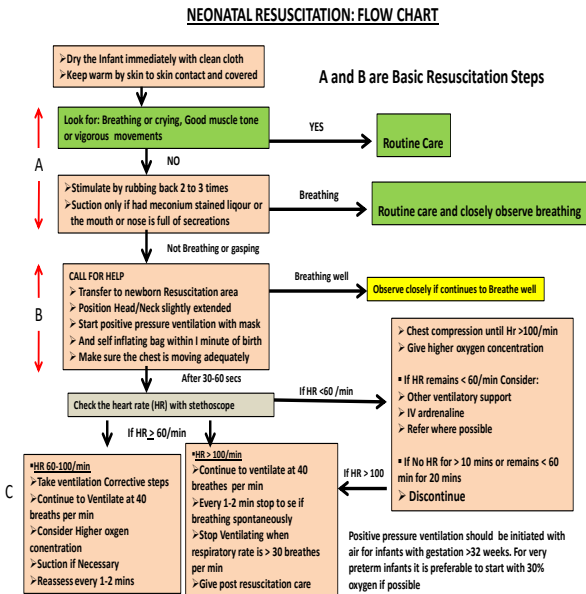 NEONATAL RESUSCITATION: FLOW CHART
➢Dry the Infant immediately with clean cloth
➢Keep warm by skin to skin contact and covered
A and B are Basic Resuscitation Steps
A
Look for: Breathing or crying, Good muscle tone
or vigorous movements
YES
Routine Care
NO
➢Stimulate by rubbing back 2 to 3 times
➢Suction only if had meconium stained liqour or
the mouth or nose is full of secreations
Breathing
Routine care and closely observe breathing
Not Breathing or gasping
B
CALL FOR HELP
➢ Transfer to newborn Resuscitation area
➢ Position Head/Neck slightly extended
➢ Start positive pressure ventilation with mask
➢ And self inflating bag within I minute of birth
➢ Make sure the chest is moving adequately
Breathing well
Observe closely if continues to Breathe well
After 30-60 secs
Check the heart rate (HR) with stethoscope
If HR <60 /min
➢ Chest compression until Hr >100/min
➢ Give higher oxygen concentration
▪ If HR remains < 60/min Consider:
➢ Other ventilatory support
➢ IV adrenaline
➢ Refer where possible
▪ If No HR for > 10 mins or remains < 60
min for 20 mins
➢ Discontinue
If HR ≥ 60/min
C
▪HR 60-100/min
➢ Take ventilation Corrective steps
➢ Continue to Ventilate at 40
breaths per min
➢ Consider Higher oxgen
conentration
➢ Suction if Necessary
➢ Reassess every 1-2 mins
▪HR > 100/min
➢ Continue to ventilate at 40
breathes per min
➢ Every 1-2 min stop to se if
breathing spontaneously
➢ Stop Ventilating when
respiratory rate is > 30 breathes
per min
➢ Give post resuscitation care
If HR > 100
Positive pressure ventilation should be initiated with
air for infants with gestation >32 weeks. For very
preterm infants it is preferable to start with 30%
oxygen if possible